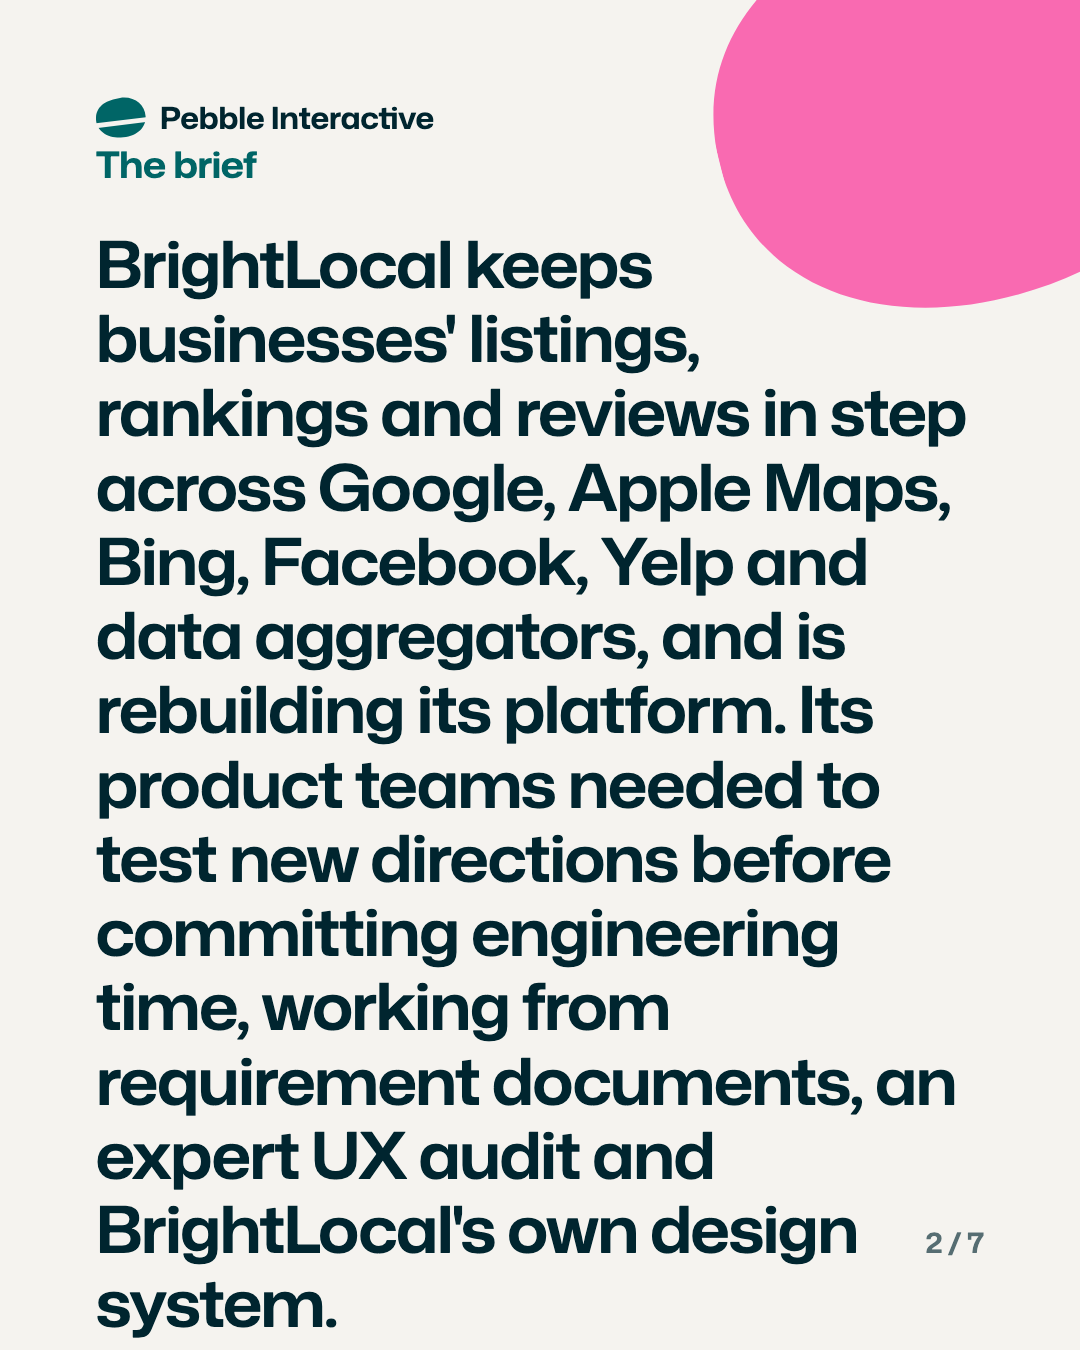 Pebble Interactive
The brief
BrightLocal keeps
businesses' listings,
rankings and reviews in step
across Google, Apple Maps,
Bing, Facebook, Yelp and
data aggregators, and is
rebuilding its platform. Its
product teams needed to
test new directions before
committing engineering
time, working from
requirement documents, an
expert UX audit and
BrightLocal's own design
system.
2 / 7